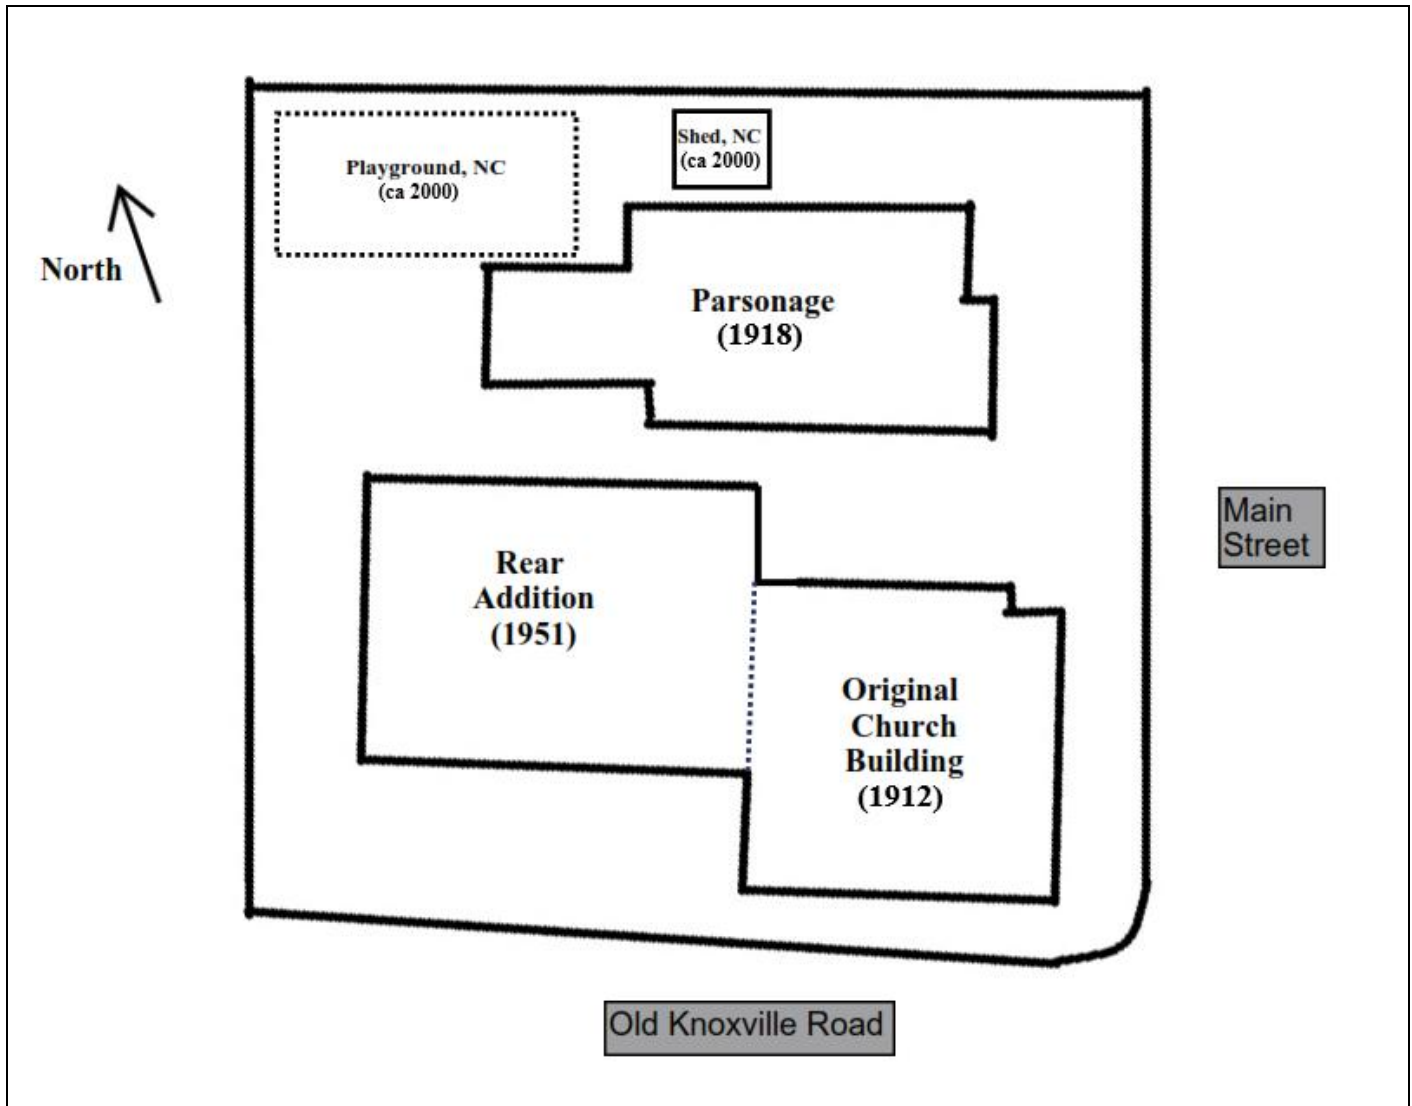 Shed, NC
(ca 2000)
Playground, NC
(ca 2000)
North
Parsonage
(1918)
Main
Street
Rear
Addition
(1951)
Original
Church
Building
(1912)
Old Knoxville Road